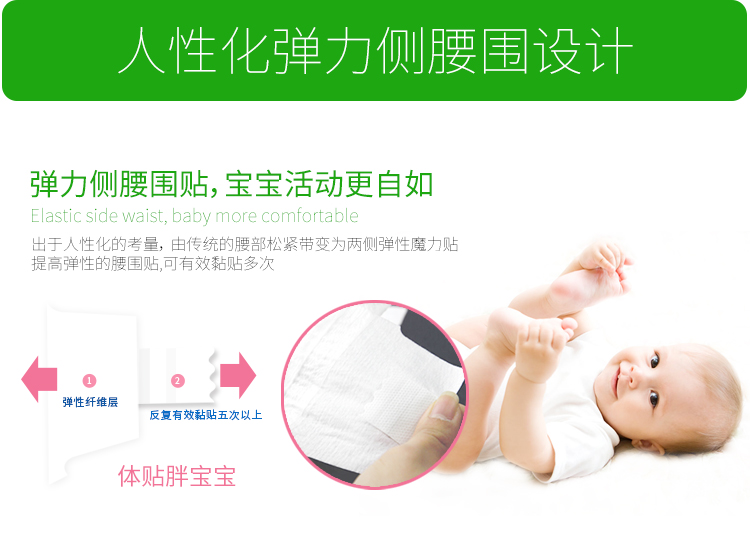 人性化弹力侧腰围设计
弹力侧腰围贴，宝宝活动更自如
Elastic side waist, baby more comfortable
出于人性化的考量，由传统的腰部松紧带变为两侧弹性魔力贴
提高弹性的腰围贴,可有效黏贴多次
1
2
弹性纤维层
反复有效黏贴五次以上
体贴胖宝宝